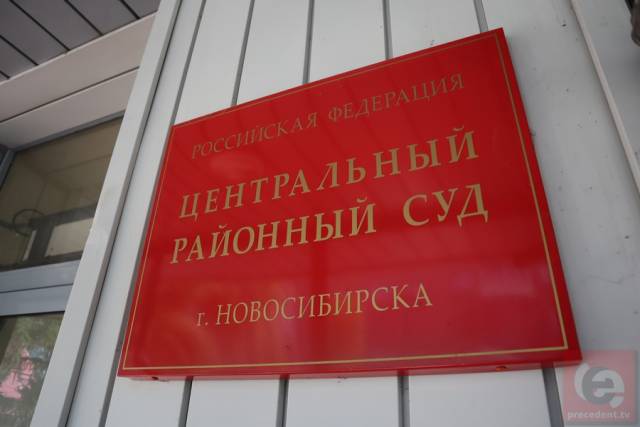 РОССИЙСКАЯ ФЕДЕРАЦИЯ
ЦЕНТРАЛЬНЫЙ
РАЙОННЫЙ СУД
г. НОВОСИБИРСКА
e
precedent.tv